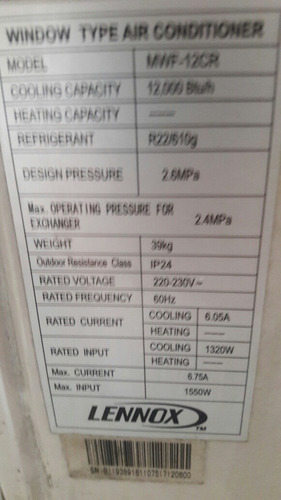 WINDOW TYPE AIR CONDITIONER
MODEL MWF-12CR
COOLING CAPACITY 12,000 Btu/h
HEATING CAPACITY ——
REFRIGERANT R22/610g
DESIGN PRESSURE 2.6MPa
Max. OPERATING PRESSURE FOR
EXCHANGER 2.4MPa
WEIGHT 39kg
Outdoor Resistance Class IP24
RATED VOLTAGE 220-230V~
RATED FREQUENCY 60Hz
RATED CURRENT COOLING 6.05A
HEATING ——
RATED INPUT COOLING 1320W
HEATING ——
Max. CURRENT 6.75A
Max. INPUT 1550W
LENNOX TM